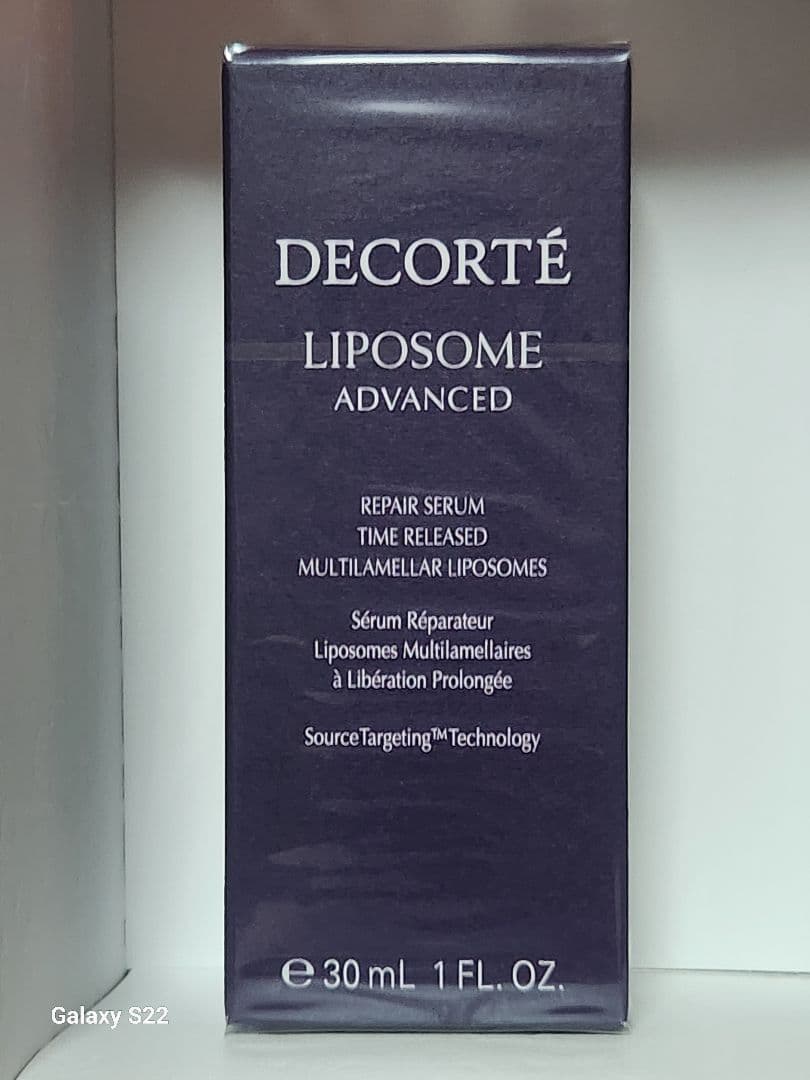 DECORTÉ
LIPOSOME
ADVANCED
REPAIR SERUM
TIME RELEASED
MULTILAMELLAR LIPOSOMES
Sérum Réparateur
Liposomes Multilamellaires
à Libération Prolongée
SourceTargeting™Technology
℮ 30 mL 1 FL. OZ.
Galaxy S22